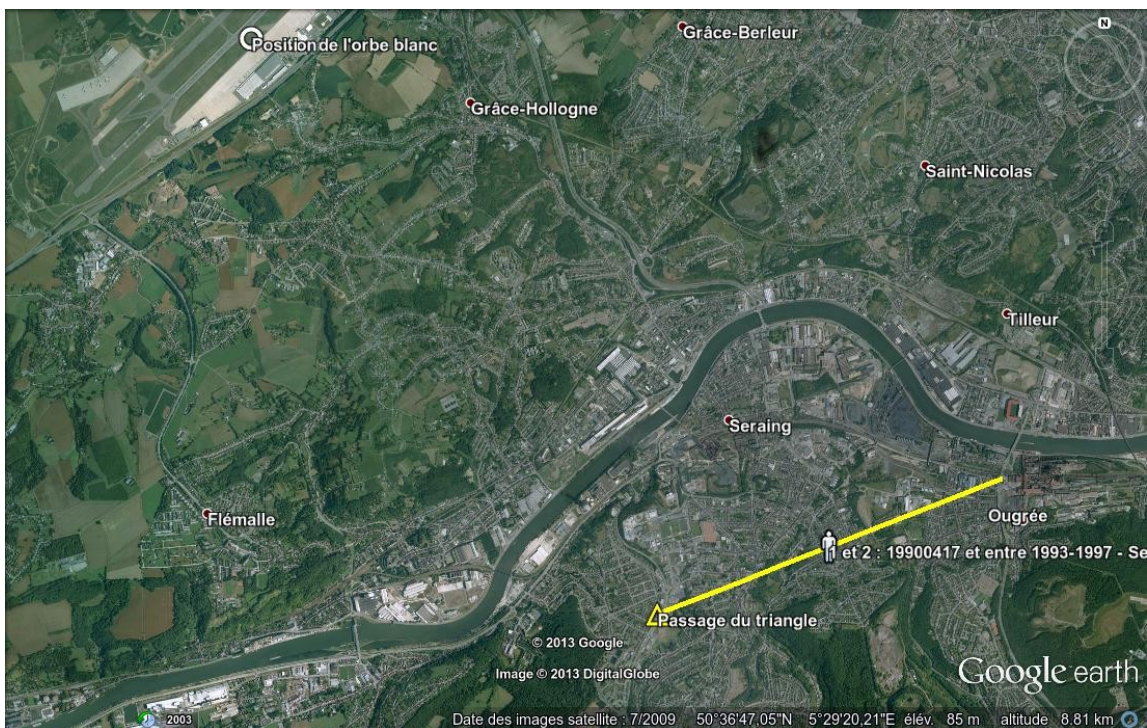 N
Grâce-Berleur
Position de l'orbe blanc
Grâce-Hollogne
Saint-Nicolas
Tilleur
Seraing
Flémalle
Ougrée
1 et 2 : 19900417 et entre 1993-1997 - Se
Passage du triangle
© 2013 Google
Image © 2013 DigitalGlobe
Google earth
2003
Date des images satellite : 7/2009 50°36'47,05"N 5°29'20,21"E élév. 85 m altitude 8.81 km